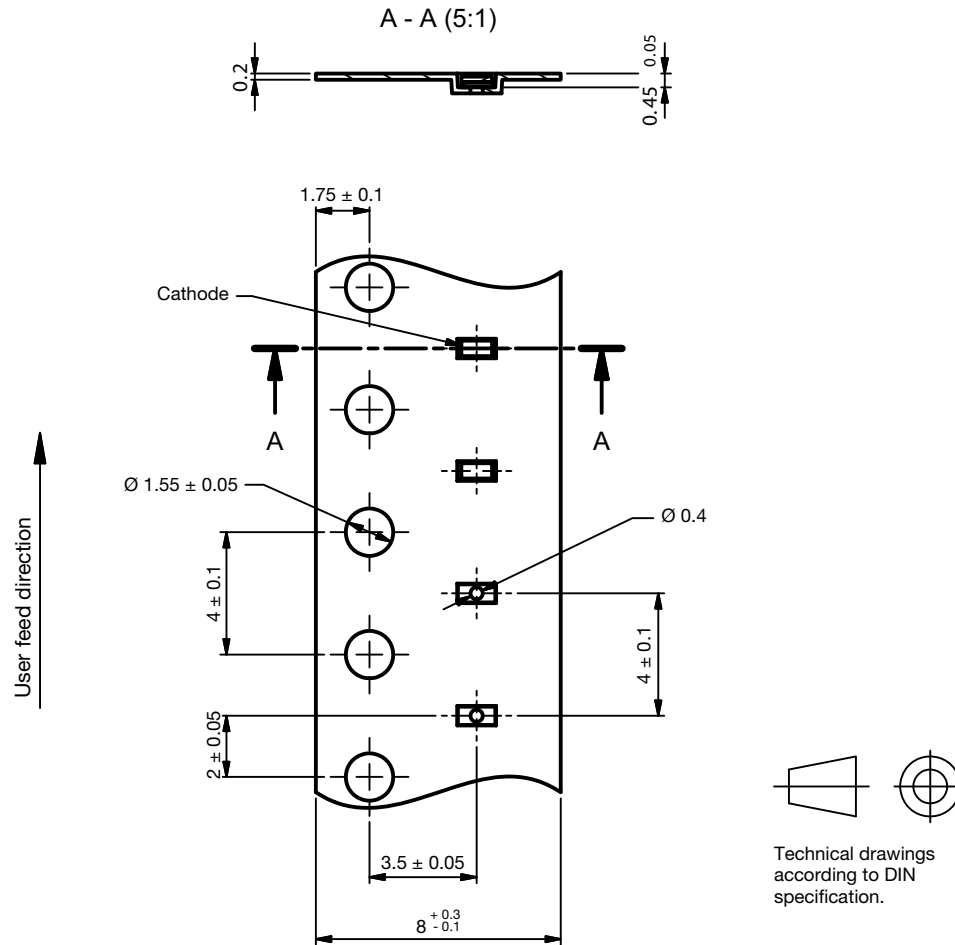 A - A (5:1)
0.2
0.05
0.45
1.75 ± 0.1
Cathode
A
A
Ø 1.55 ± 0.05
Ø 0.4
User feed direction
4 ± 0.1
4 ± 0.1
2 ± 0.05
3.5 ± 0.05
8 + 0.3 - 0.1
Technical drawings
according to DIN
specification.